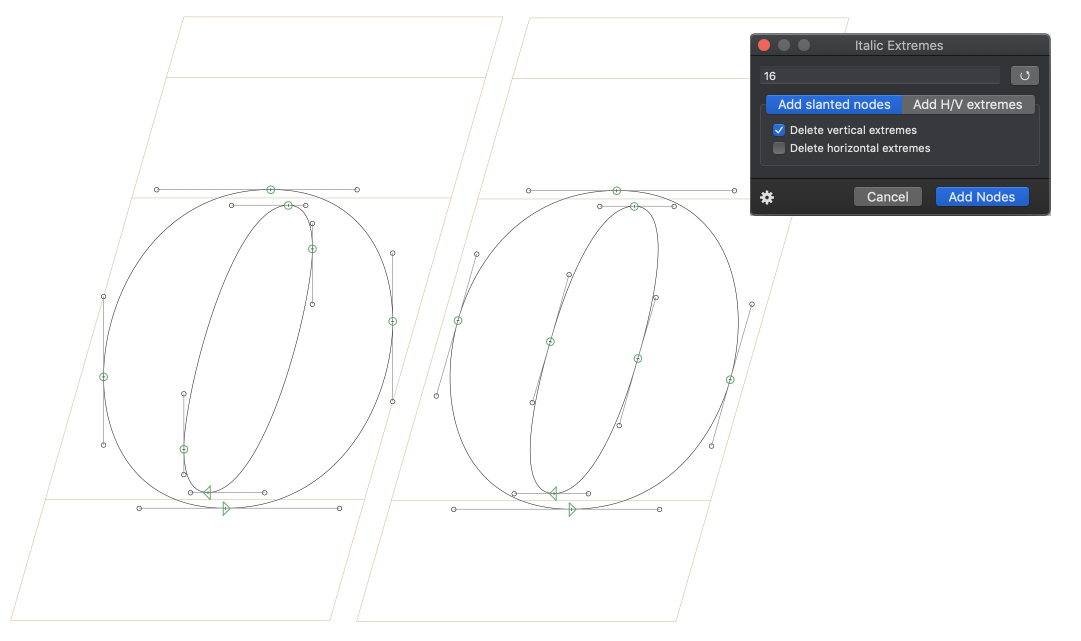 Italic Extremes
16
Add slanted nodes Add H/V extremes
Delete vertical extremes
Delete horizontal extremes
Cancel Add Nodes